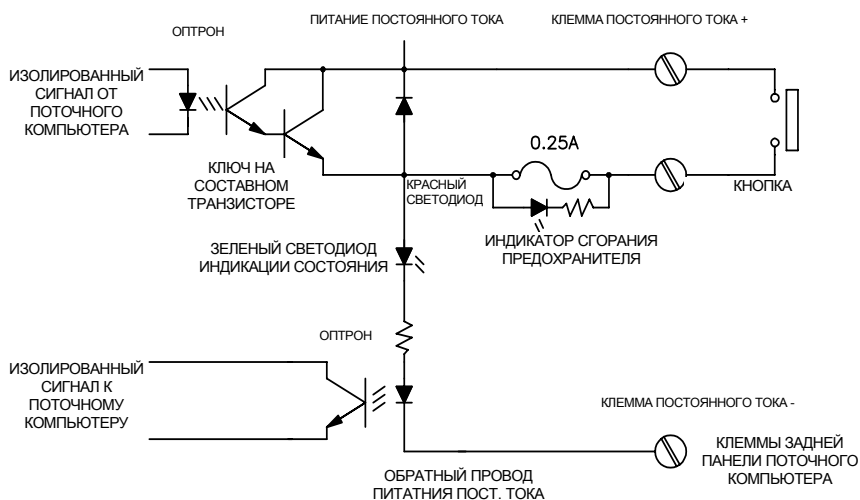 ОПТРОН
ПИТАНИЕ ПОСТОЯННОГО ТОКА
КЛЕММА ПОСТОЯННОГО ТОКА +
ИЗОЛИРОВАННЫЙ
СИГНАЛ ОТ
ПОТОЧНОГО
КОМПЬЮТЕРА
КЛЮЧ НА
СОСТАВНОМ
ТРАНЗИСТОРЕ
0.25A
КРАСНЫЙ
СВЕТОДИОД
КНОПКА
ИНДИКАТОР СГОРАНИЯ
ПРЕДОХРАНИТЕЛЯ
ЗЕЛЕНЫЙ СВЕТОДИОД
ИНДИКАЦИИ СОСТОЯНИЯ
ОПТРОН
ИЗОЛИРОВАННЫЙ
СИГНАЛ К
ПОТОЧНОМУ
КОМПЬЮТЕРУ
КЛЕММА ПОСТОЯННОГО ТОКА -
КЛЕММЫ ЗАДНЕЙ
ПАНЕЛИ ПОТОЧНОГО
КОМПЬЮТЕРА
ОБРАТНЫЙ ПРОВОД
ПИТАТНИЯ ПОСТ. ТОКА